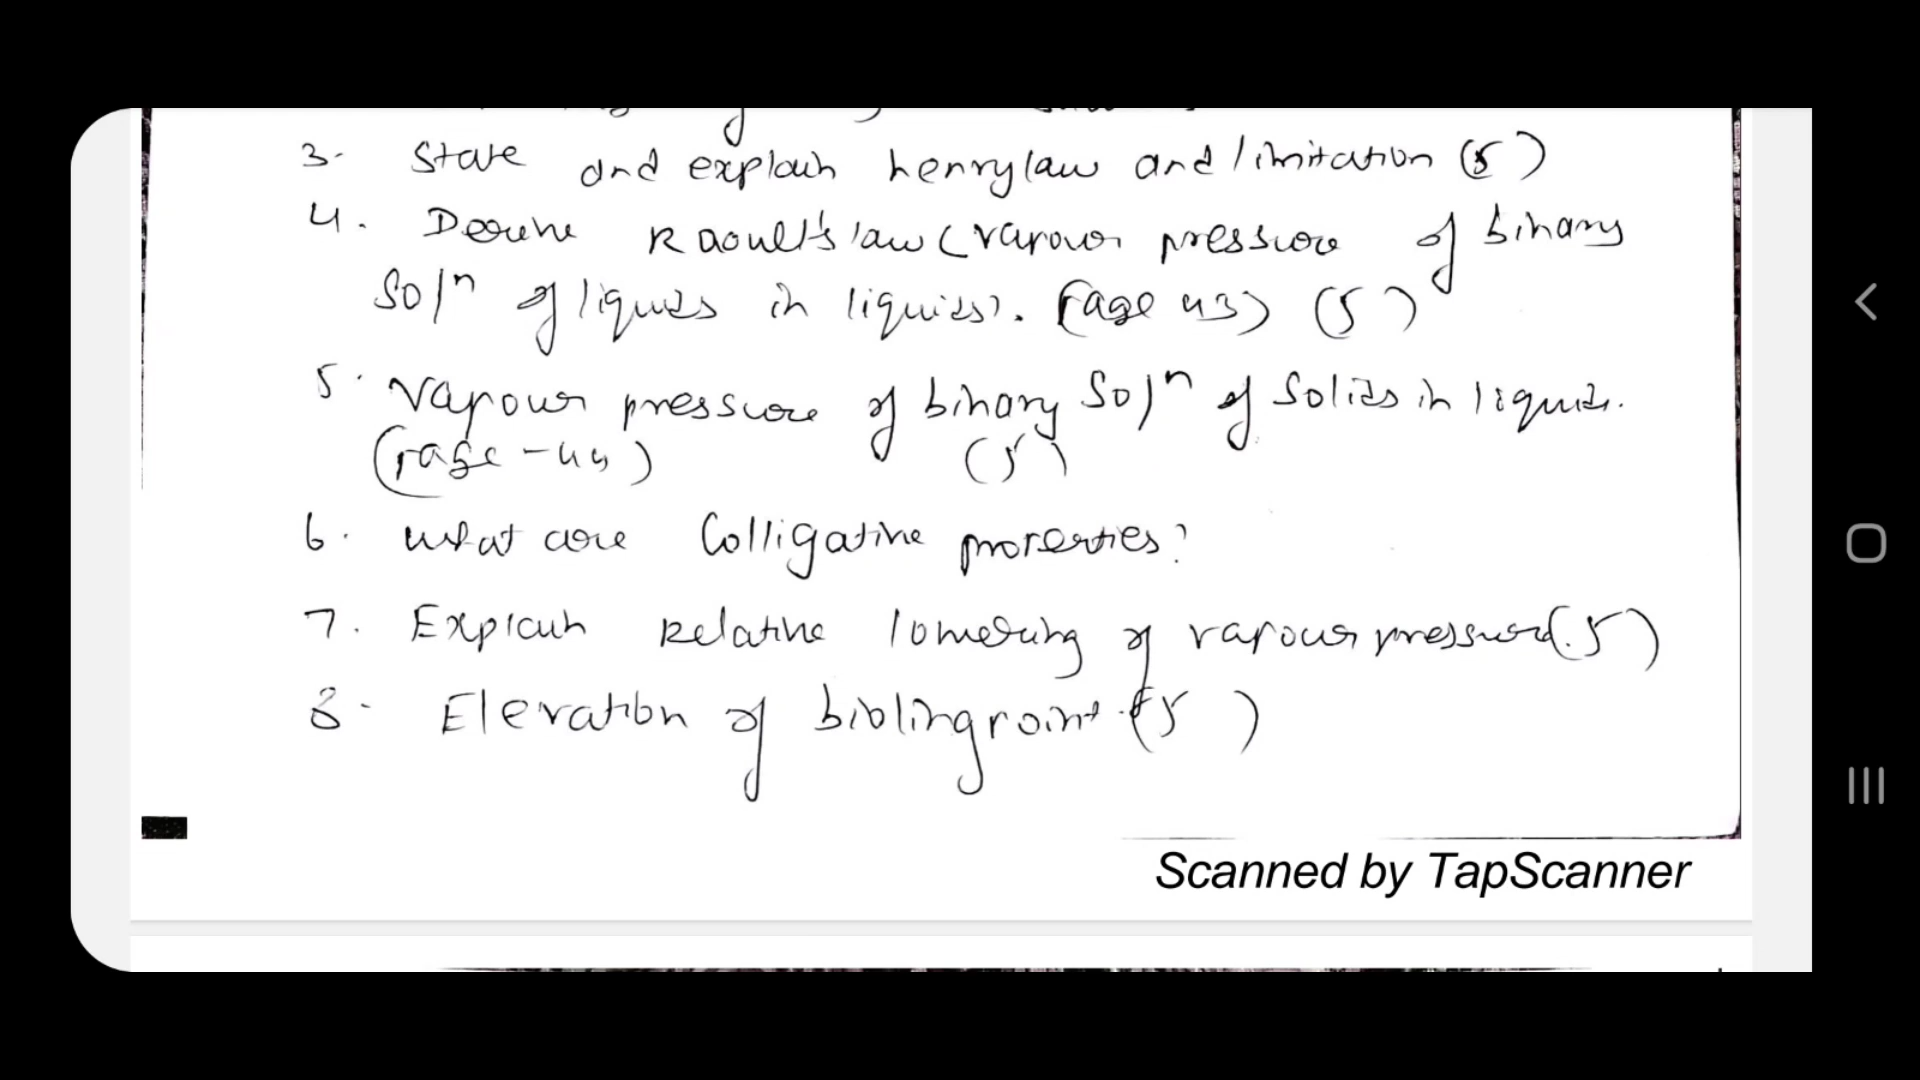 3. State and explain henry law and limitation (5)
4. Derive Raoult's law (vapour pressure of binary
Sol^n of liquids in liquids). (Page 43) (5)
5. Vapour pressure of binary Sol^n of Solids in liquids.
(Page - 44) (5)
6. What are Colligative properties?
7. Explain Relative lowering of vapour pressure (5)
8. Elevation of bioling point. (5)
Scanned by TapScanner